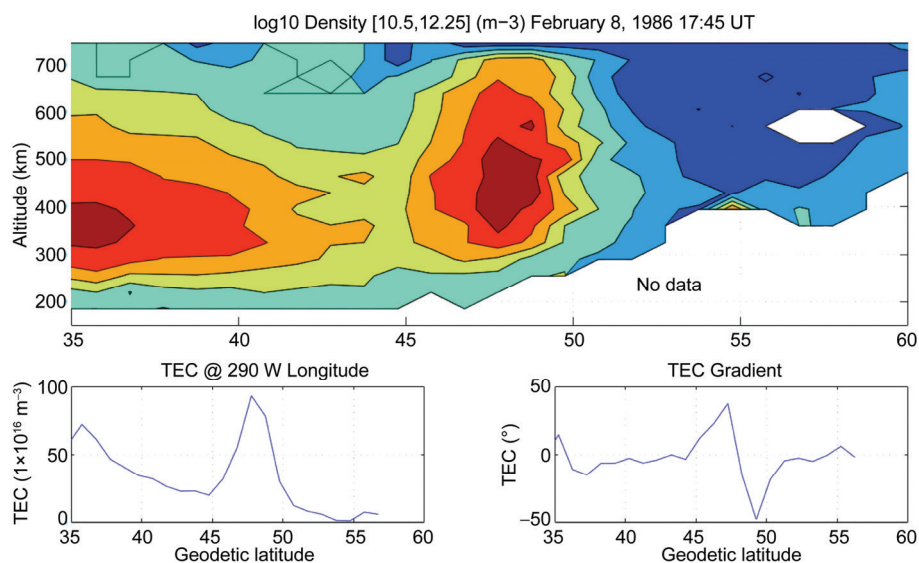 log10 Density [10.5,12.25] (m−3) February 8, 1986 17:45 UT
Altitude (km)
700
600
500
400
300
200
No data
35 40 45 50 55 60
TEC @ 290 W Longitude
TEC (1×10¹⁶ m⁻³)
100
50
0
35 40 45 50 55 60
Geodetic latitude
TEC Gradient
TEC (°)
50
0
−50
35 40 45 50 55 60
Geodetic latitude